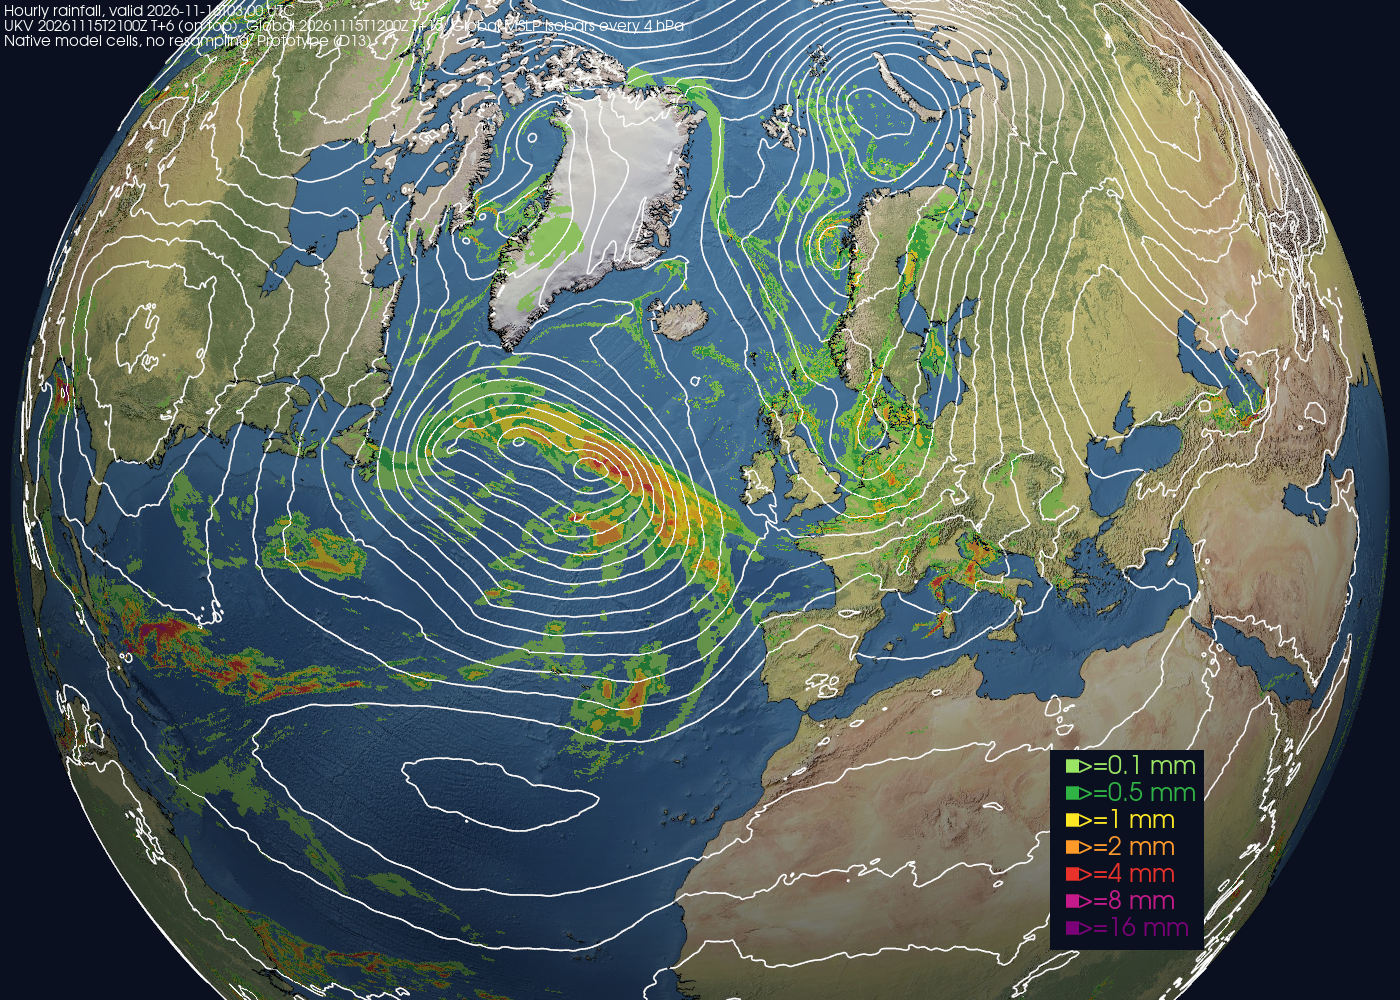 Hourly rainfall, valid 2026-11-16T03:00 UTC
UKV 20261115T2100Z T+6 (on top), Global 20261115T1200Z T+15, Global MSLP isobars every 4 hPa
Native model cells, no resampling. Prototype (D13)
>=0.1 mm
>=0.5 mm
>=1 mm
>=2 mm
>=4 mm
>=8 mm
>=16 mm